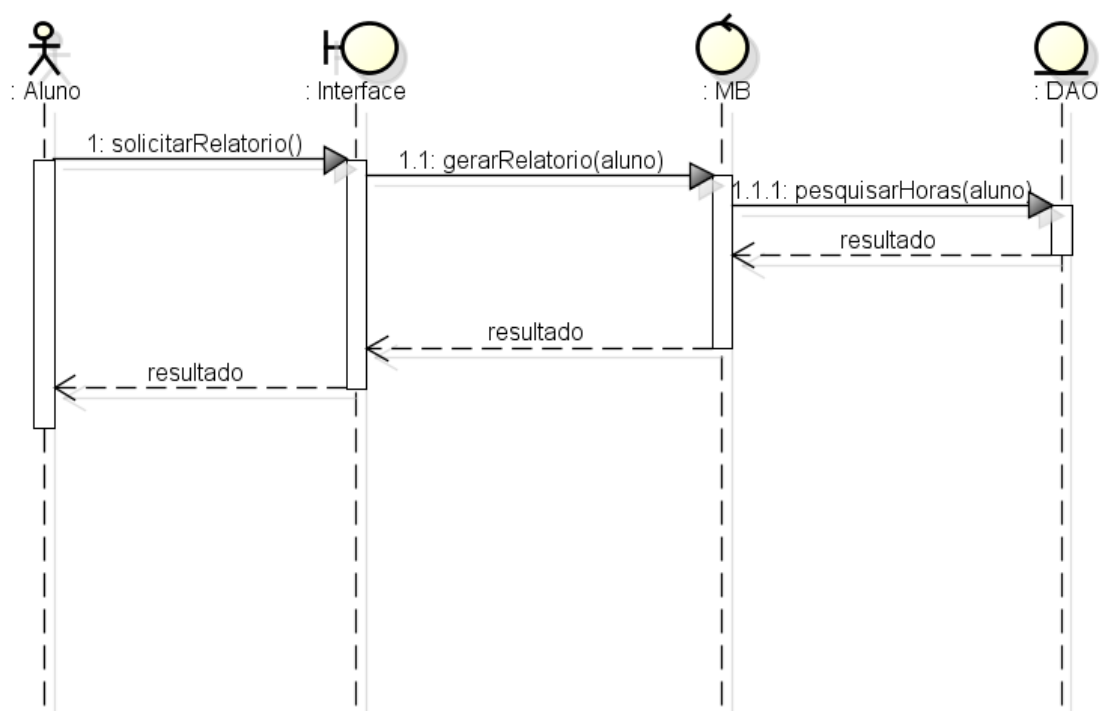 : Aluno
: Interface
: MB
: DAO
1: solicitarRelatorio()
1.1: gerarRelatorio(aluno)
1.1.1: pesquisarHoras(aluno)
resultado
resultado
resultado